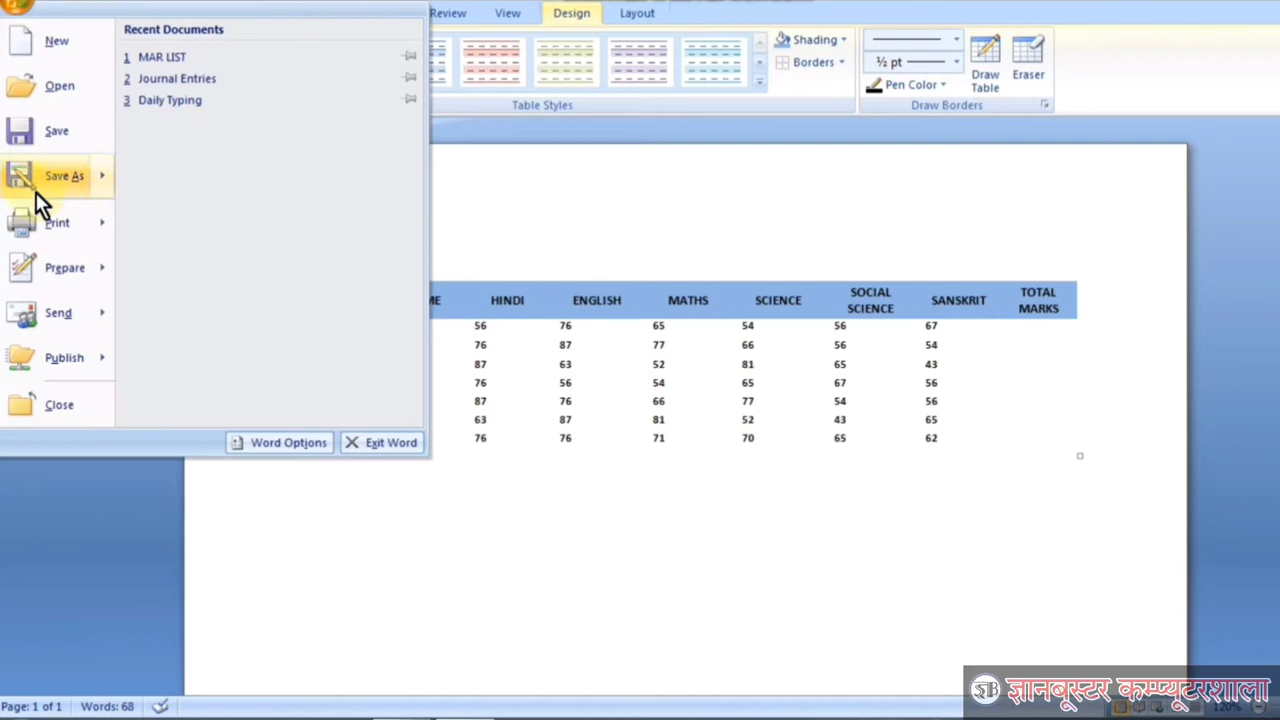 Review View Design Layout
Recent Documents
1 MAR LIST
2 Journal Entries
3 Daily Typing
New
Open
Save
Save As
Print
Prepare
Send
Publish
Close
Word Options Exit Word
Shading
Borders
½ pt
Pen Color
Draw Table
Eraser
Table Styles Draw Borders
ME HINDI ENGLISH MATHS SCIENCE SOCIAL SCIENCE SANSKRIT TOTAL MARKS
56 76 65 54 56 67
76 87 77 66 56 54
87 63 52 81 65 43
76 56 54 65 67 56
87 76 66 77 54 56
63 87 81 52 43 65
76 76 71 70 65 62
ज्ञानबूस्टर कम्प्यूटरशाला
Page: 1 of 1 Words: 68 120%